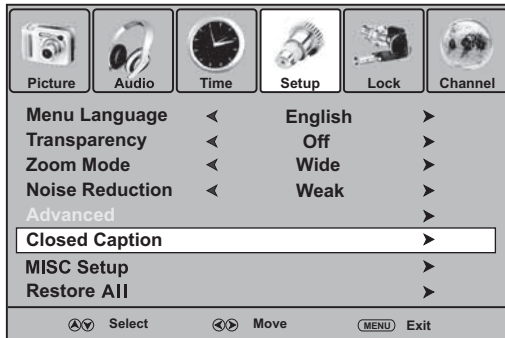 Picture Audio Time Setup Lock Channel
Menu Language English
Transparency Off
Zoom Mode Wide
Noise Reduction Weak
Advanced
Closed Caption
MISC Setup
Restore All
Select Move MENU Exit